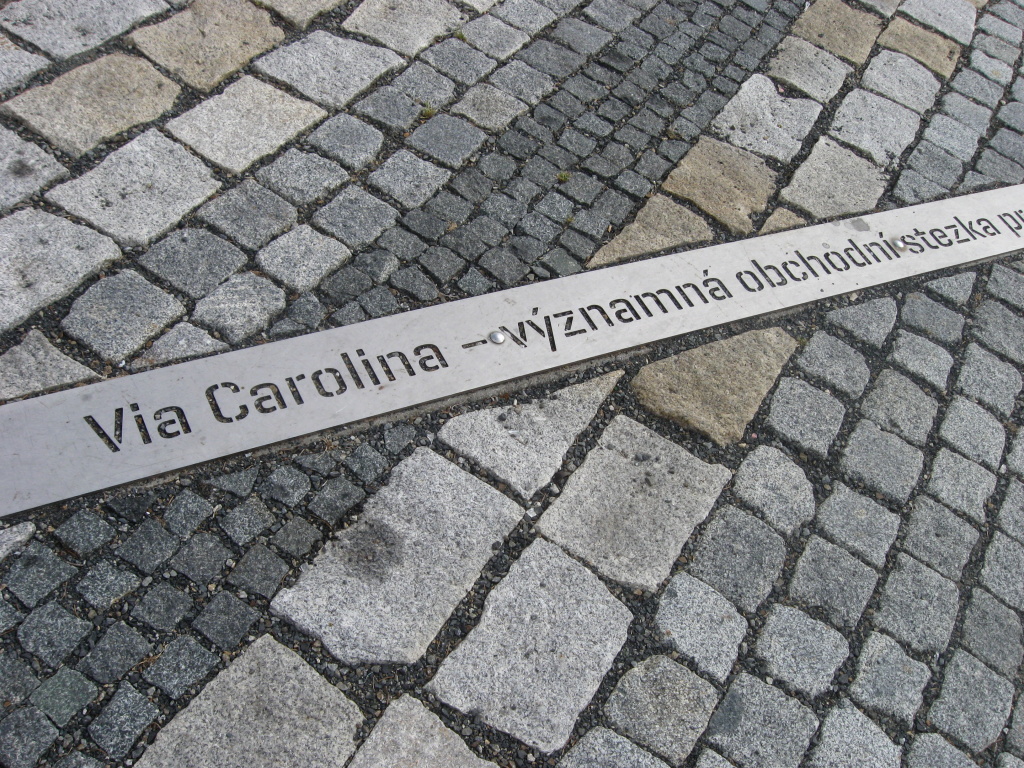 Via Carolina – významná obchodní stezka